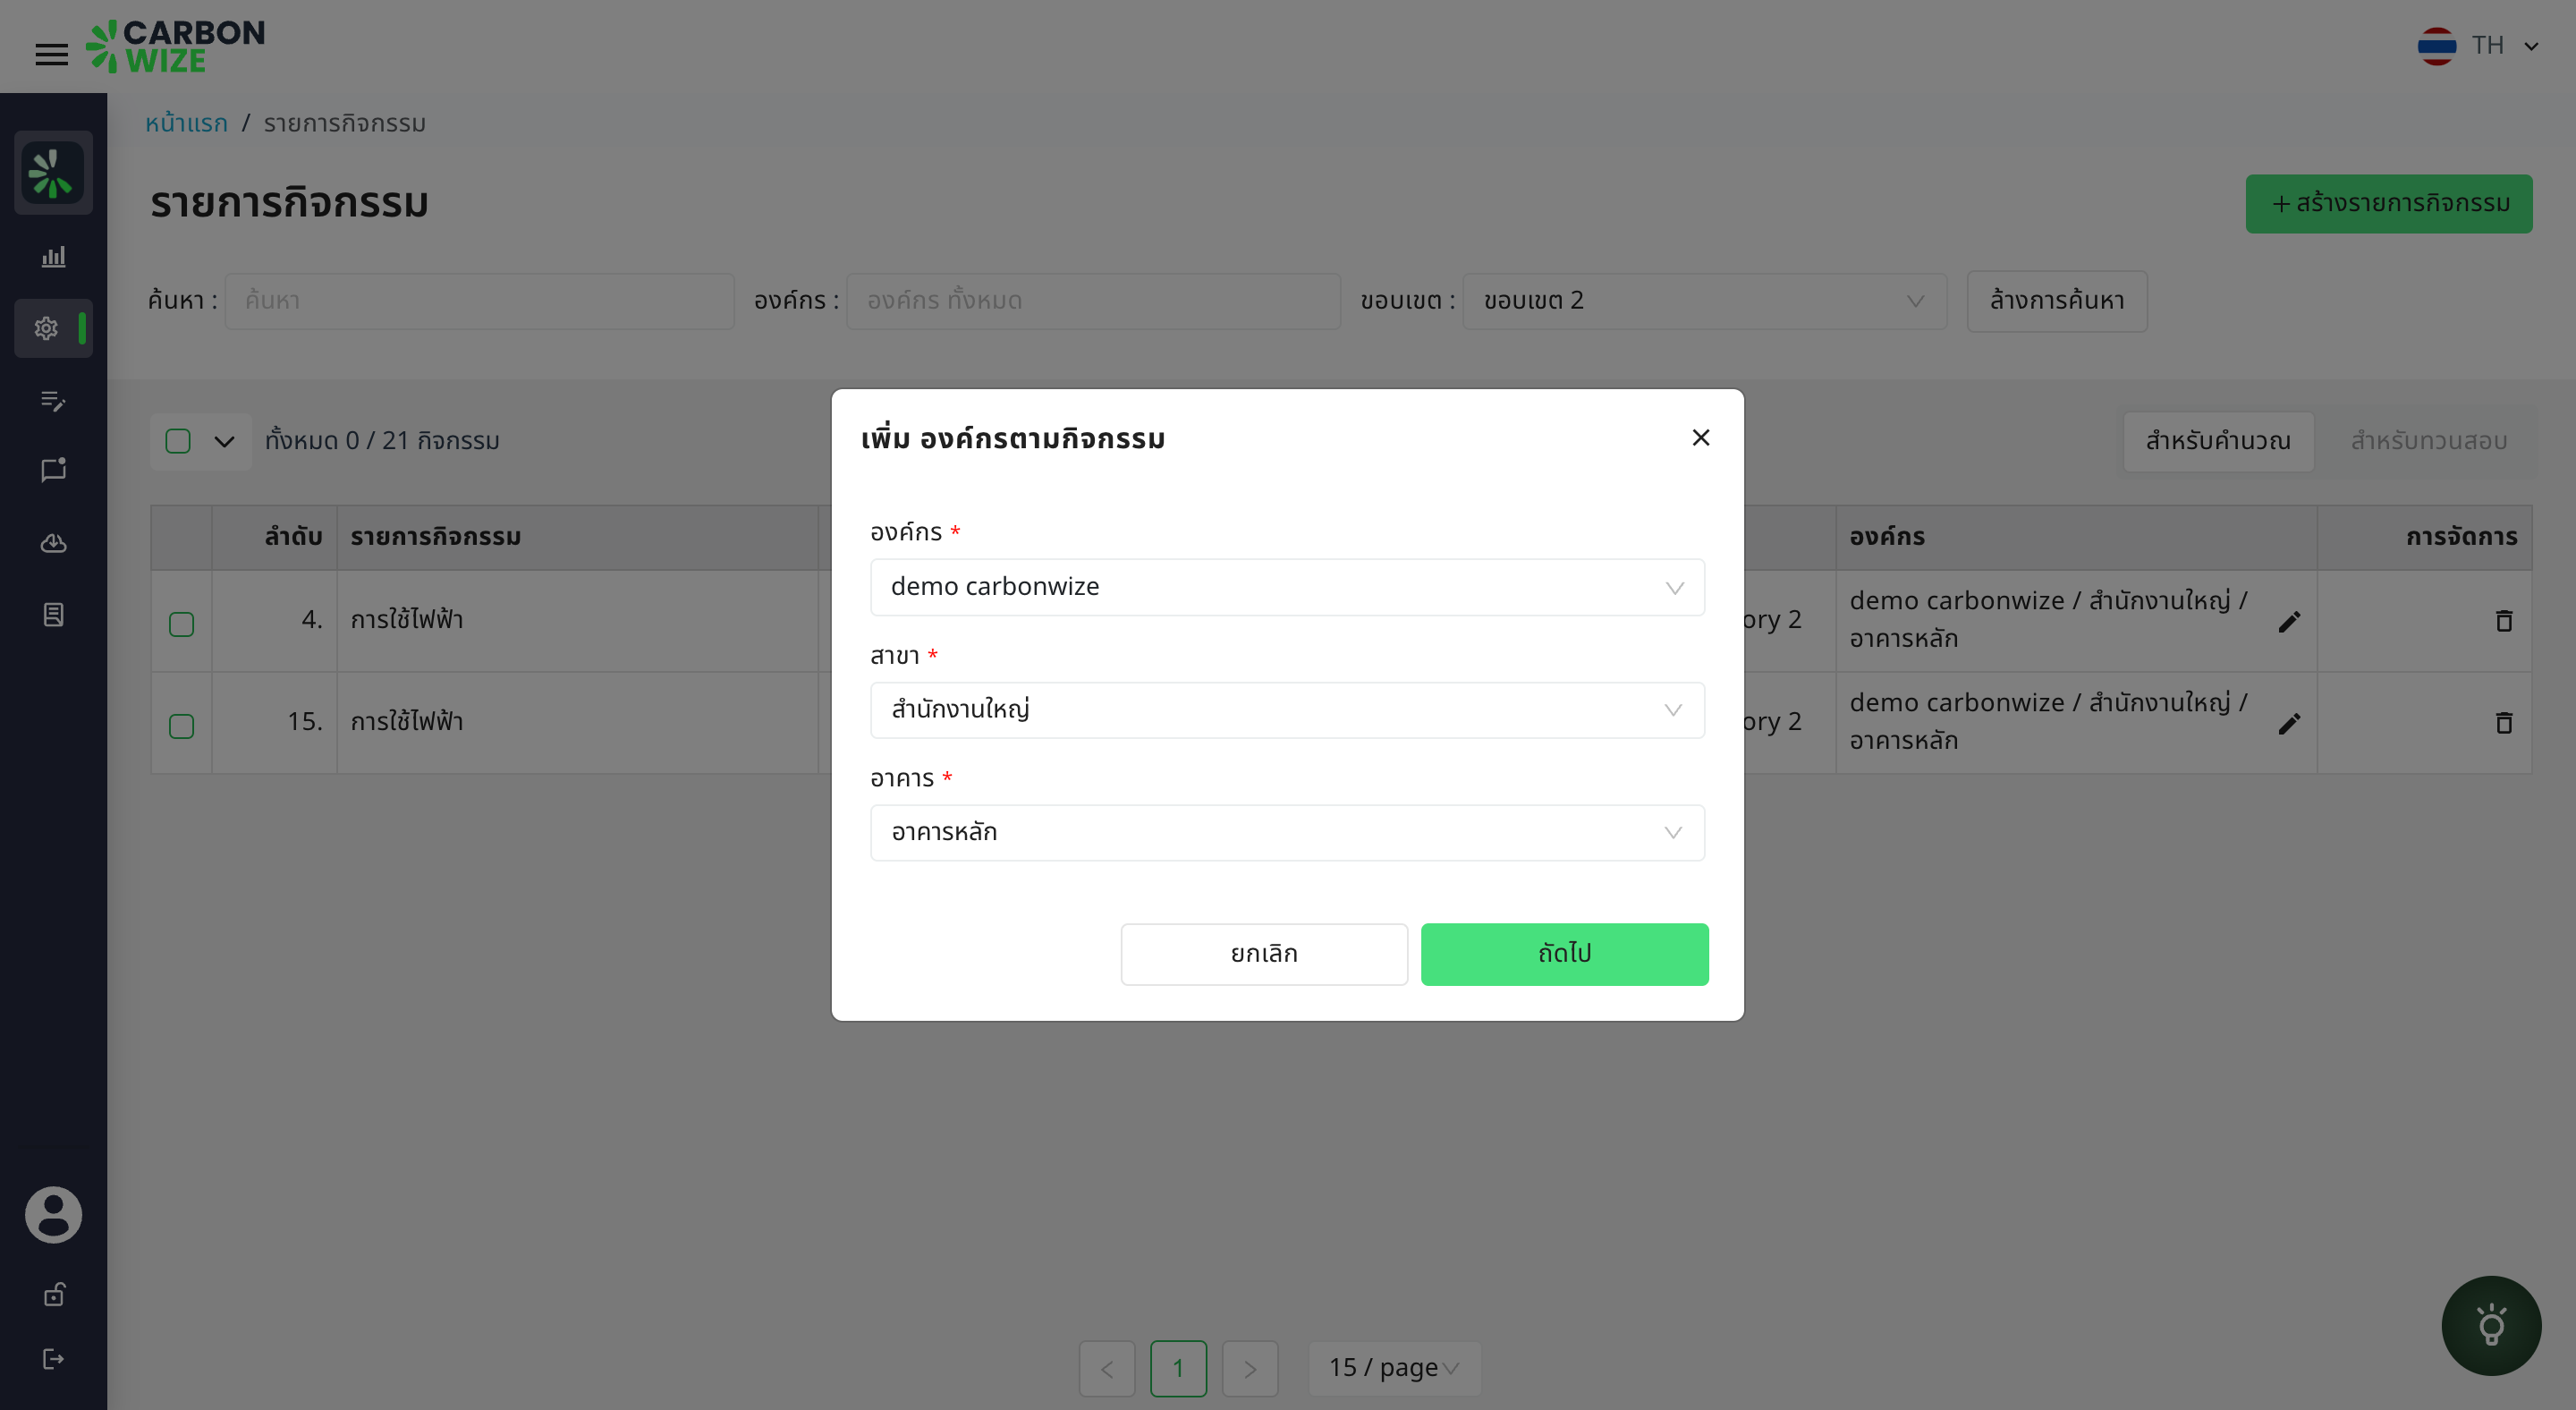 CARBON
WIZE
TH
หน้าแรก / รายการกิจกรรม
รายการกิจกรรม
+ สร้างรายการกิจกรรม
ค้นหา : ค้นหา
องค์กร : องค์กร ทั้งหมด
ขอบเขต : ขอบเขต 2
ล้างการค้นหา
ทั้งหมด 0 / 21 กิจกรรม
สำหรับคำนวณ
สำหรับทวนสอบ
ลำดับ
รายการกิจกรรม
องค์กร
การจัดการ
4.
การใช้ไฟฟ้า
ory 2
demo carbonwize / สำนักงานใหญ่ /
อาคารหลัก
15.
การใช้ไฟฟ้า
ory 2
demo carbonwize / สำนักงานใหญ่ /
อาคารหลัก
เพิ่ม องค์กรตามกิจกรรม
องค์กร *
demo carbonwize
สาขา *
สำนักงานใหญ่
อาคาร *
อาคารหลัก
ยกเลิก
ถัดไป
1
15 / page